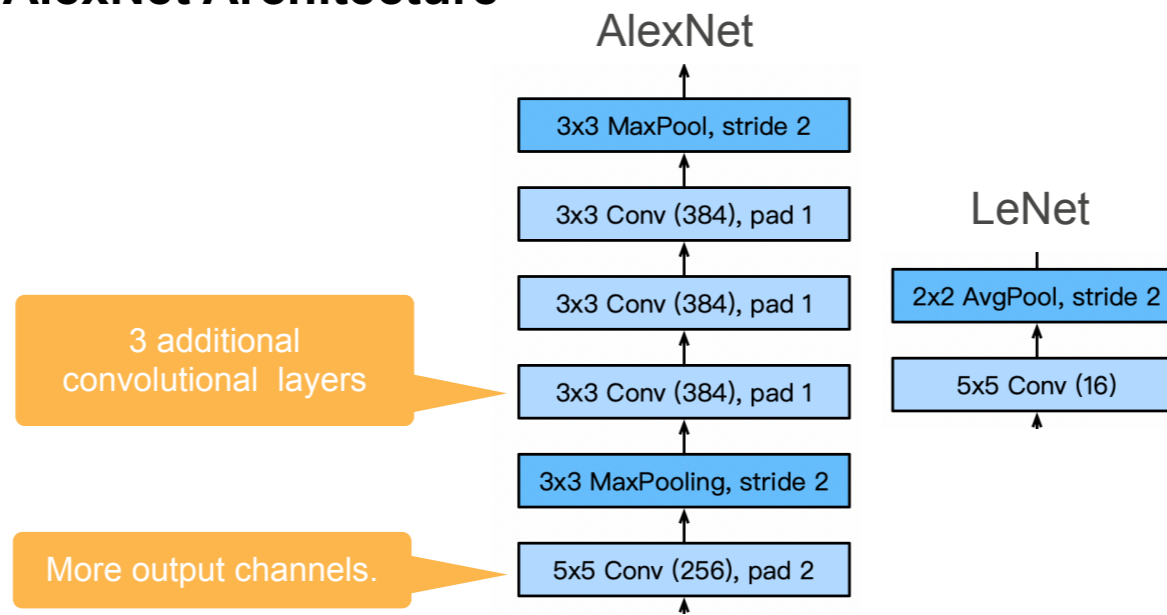 AlexNet Architecture
AlexNet
3x3 MaxPool, stride 2
3x3 Conv (384), pad 1
3x3 Conv (384), pad 1
3x3 Conv (384), pad 1
3x3 MaxPooling, stride 2
5x5 Conv (256), pad 2
3 additional
convolutional layers
More output channels.
LeNet
2x2 AvgPool, stride 2
5x5 Conv (16)